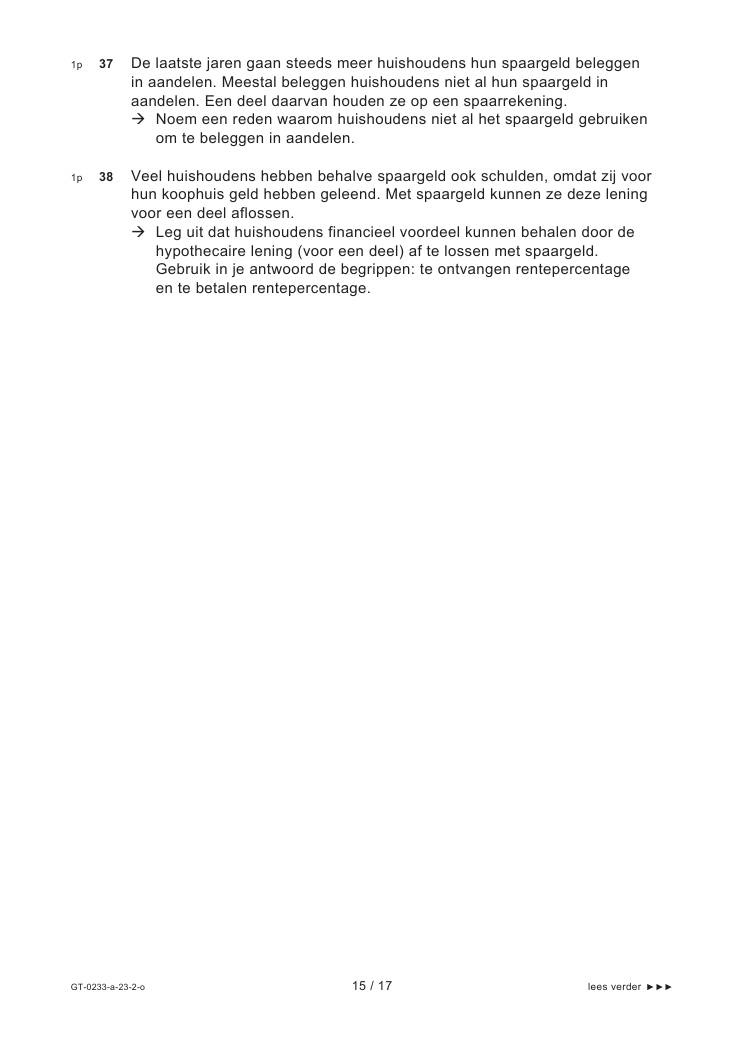 1p 37 De laatste jaren gaan steeds meer huishoudens hun spaargeld beleggen
in aandelen. Meestal beleggen huishoudens niet al hun spaargeld in
aandelen. Een deel daarvan houden ze op een spaarrekening.
→ Noem een reden waarom huishoudens niet al het spaargeld gebruiken
om te beleggen in aandelen.
1p 38 Veel huishoudens hebben behalve spaargeld ook schulden, omdat zij voor
hun koophuis geld hebben geleend. Met spaargeld kunnen ze deze lening
voor een deel aflossen.
→ Leg uit dat huishoudens financieel voordeel kunnen behalen door de
hypothecaire lening (voor een deel) af te lossen met spaargeld.
Gebruik in je antwoord de begrippen: te ontvangen rentepercentage
en te betalen rentepercentage.
GT-0233-a-23-2-o 15 / 17 lees verder ►►►